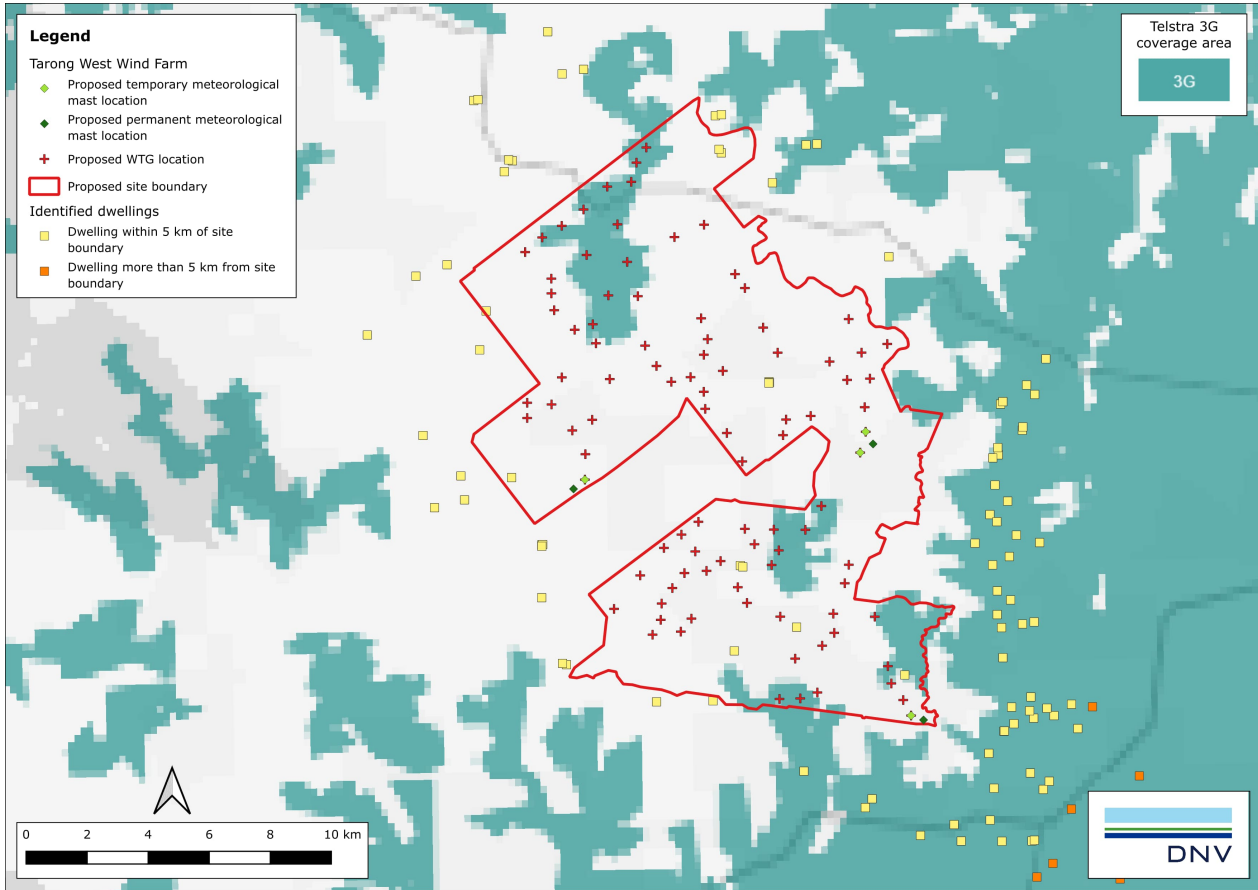 Legend
Tarong West Wind Farm
Proposed temporary meteorological
mast location
Proposed permanent meteorological
mast location
Proposed WTG location
Proposed site boundary
Identified dwellings
Dwelling within 5 km of site
boundary
Dwelling more than 5 km from site
boundary
Telstra 3G
coverage area
3G
0 2 4 6 8 10 km
DNV